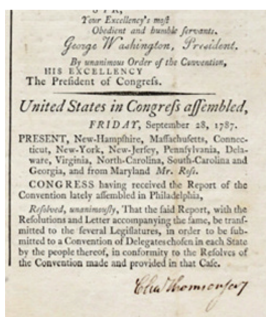 SIR,
Your Excellency's moſt
Obedient and humble ſervants.
George Waſhington, Preſident.
By unanimous Order of the Convention,
HIS EXCELLENCY
The Preſident of Congreſs.
United States in Congreſs aſſembled,
FRIDAY, September 28, 1787.
PRESENT, New-Hampſhire, Maſſachuſetts, Connec-
ticut, New-York, New-Jerſey, Pennſylvania, Dela-
ware, Virginia, North-Carolina, South-Carolina and
Georgia, and from Maryland Mr. Roſs.
CONGRESS having received the Report of the
Convention lately aſſembled in Philadelphia,
Reſolved, unanimouſly, That the ſaid Report, with the
Reſolutions and Letter accompanying the ſame, be tranſ-
mitted to the ſeveral Legiſlatures, in order to be ſub-
mitted to a Convention of Delegates choſen in each State
by the people thereof, in conformity to the Reſolves of
the Convention made and provided in that Caſe.
Chas Thomson Secy